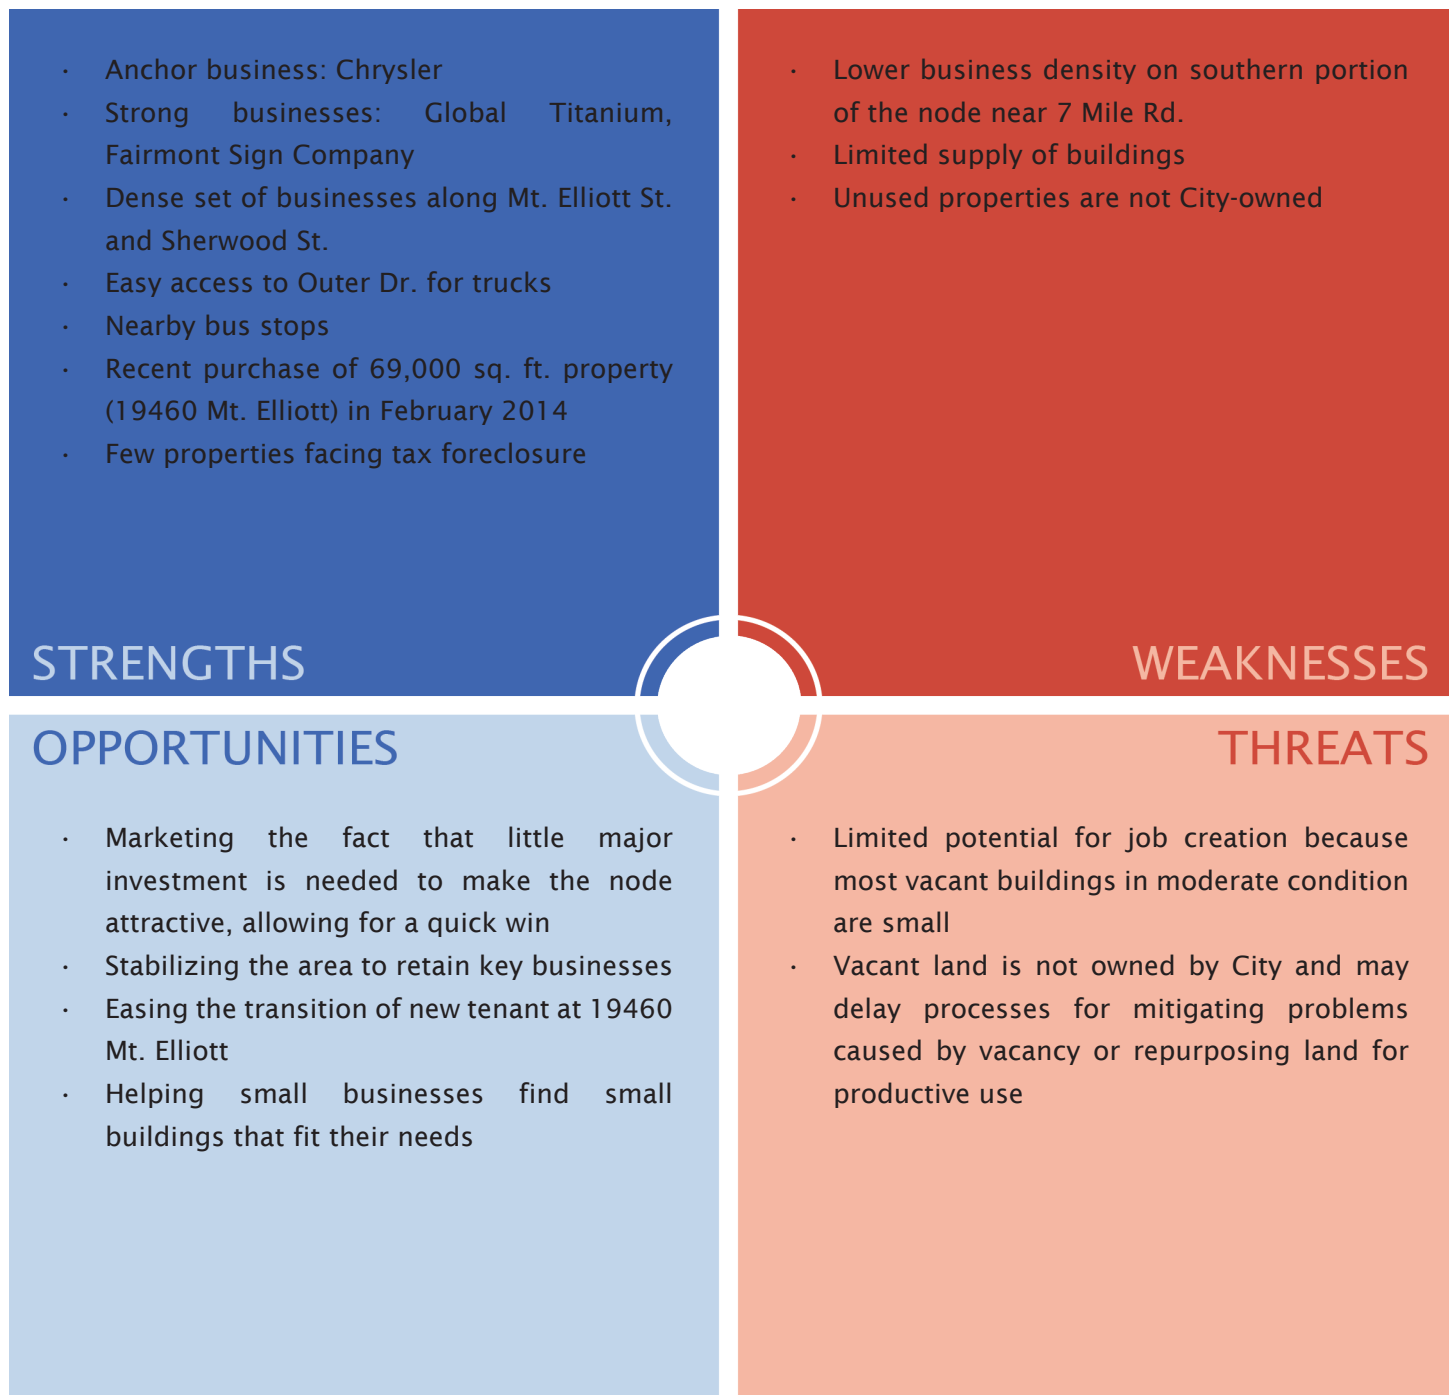 · Anchor business: Chrysler
· Strong businesses: Global Titanium,
Fairmont Sign Company
· Dense set of businesses along Mt. Elliott St.
and Sherwood St.
· Easy access to Outer Dr. for trucks
· Nearby bus stops
· Recent purchase of 69,000 sq. ft. property
(19460 Mt. Elliott) in February 2014
· Few properties facing tax foreclosure
STRENGTHS
· Lower business density on southern portion
of the node near 7 Mile Rd.
· Limited supply of buildings
· Unused properties are not City-owned
WEAKNESSES
OPPORTUNITIES
· Marketing the fact that little major
investment is needed to make the node
attractive, allowing for a quick win
· Stabilizing the area to retain key businesses
· Easing the transition of new tenant at 19460
Mt. Elliott
· Helping small businesses find small
buildings that fit their needs
THREATS
· Limited potential for job creation because
most vacant buildings in moderate condition
are small
· Vacant land is not owned by City and may
delay processes for mitigating problems
caused by vacancy or repurposing land for
productive use